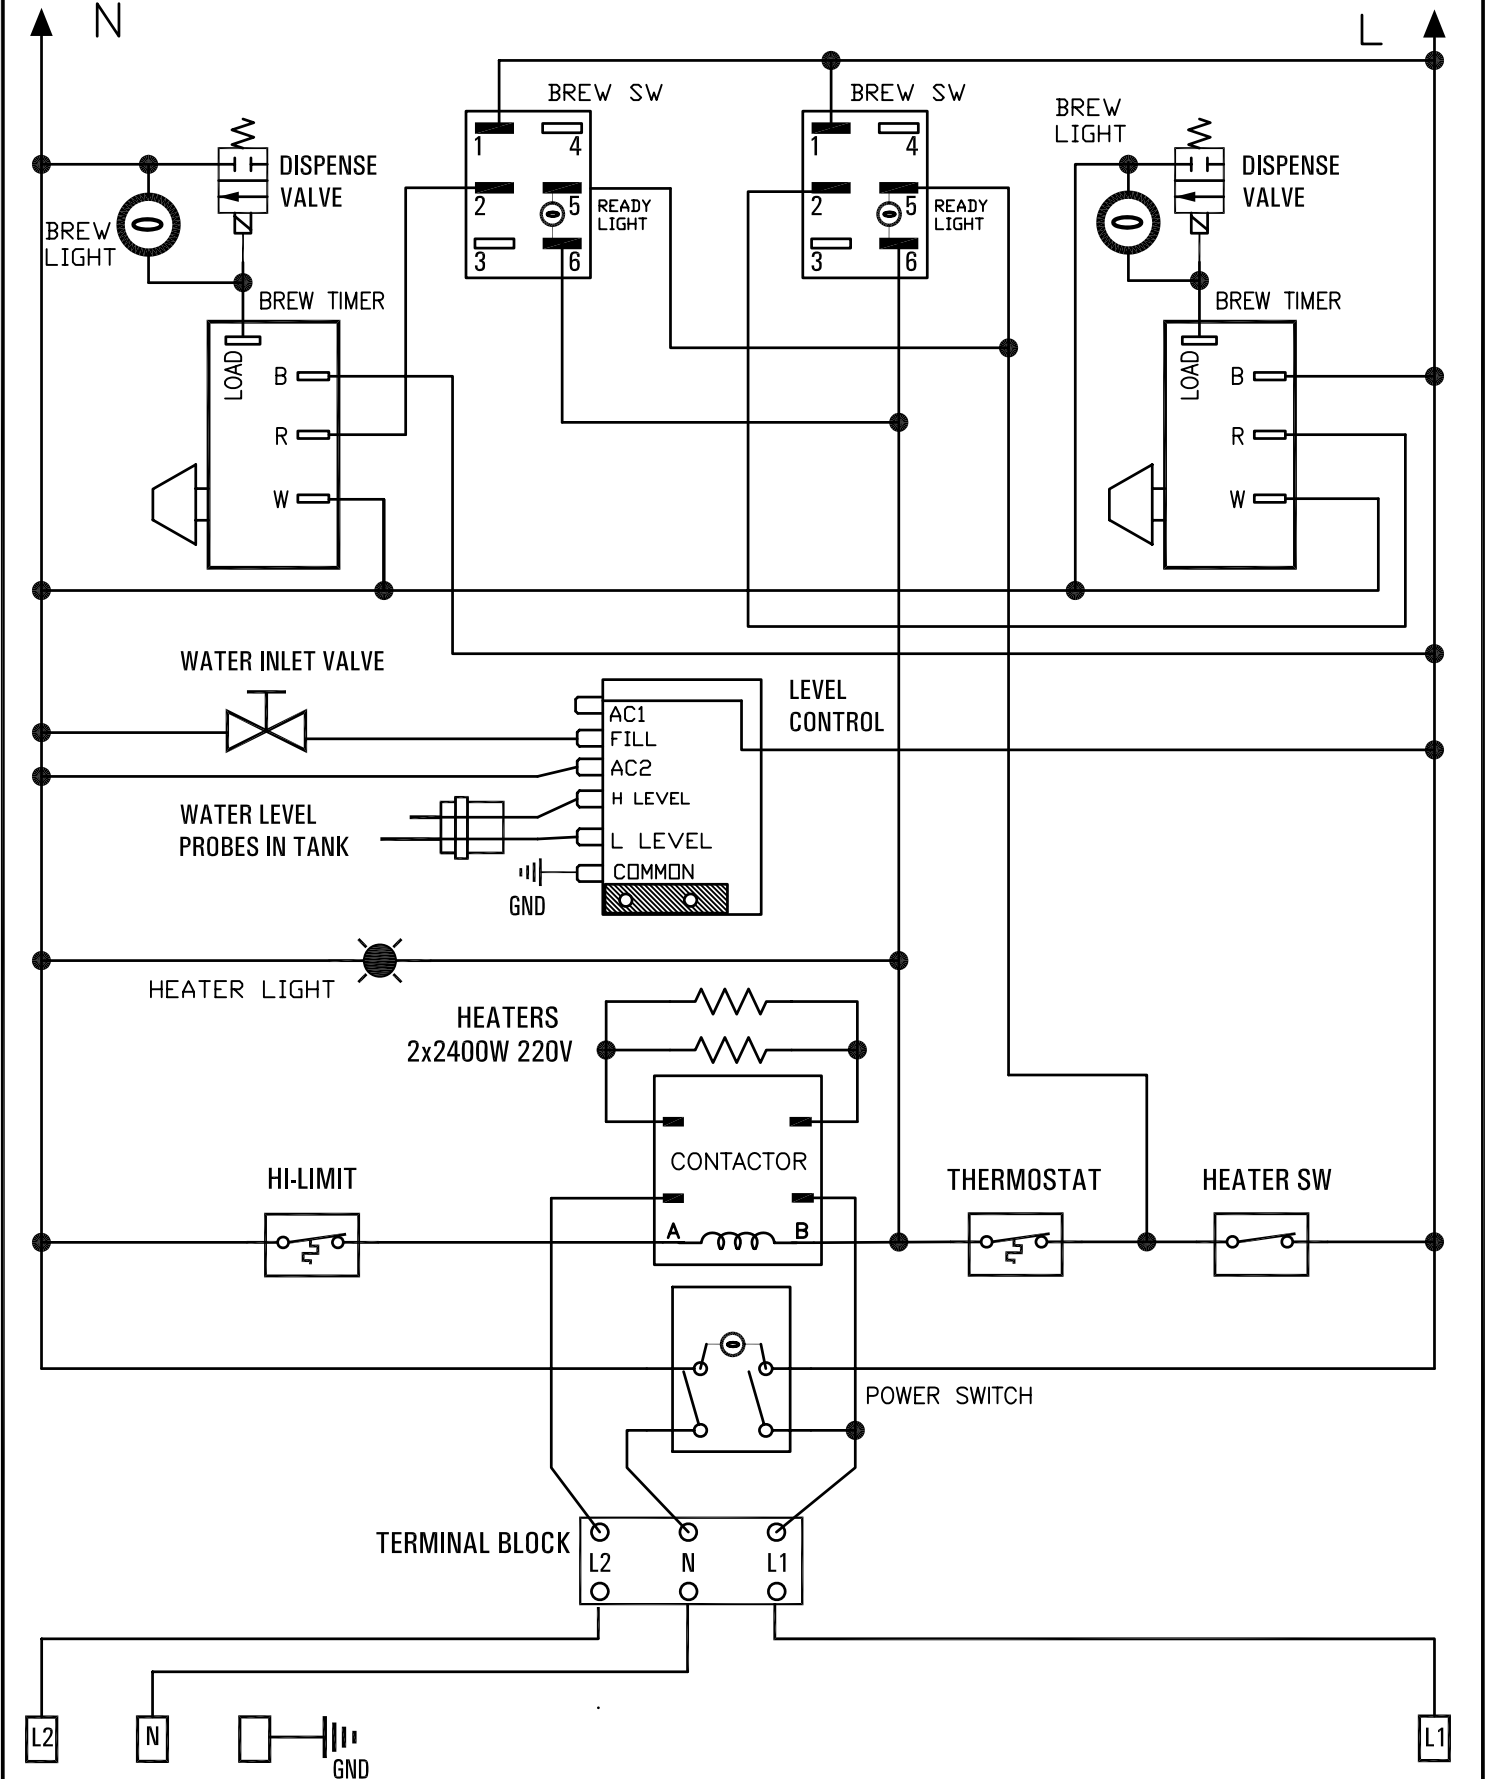 N
L
BREW SW
BREW SW
BREW
LIGHT
1
4
2
5
3
6
READY
LIGHT
1
4
2
5
3
6
READY
LIGHT
DISPENSE
VALVE
DISPENSE
VALVE
BREW
LIGHT
BREW TIMER
BREW TIMER
LOAD
B
R
W
LOAD
B
R
W
WATER INLET VALVE
LEVEL
CONTROL
AC1
FILL
AC2
H LEVEL
L LEVEL
COMMON
WATER LEVEL
PROBES IN TANK
GND
HEATER LIGHT
HEATERS
2x2400W 220V
CONTACTOR
A
B
HI-LIMIT
THERMOSTAT
HEATER SW
POWER SWITCH
TERMINAL BLOCK
L2
N
L1
L2
N
GND
L1